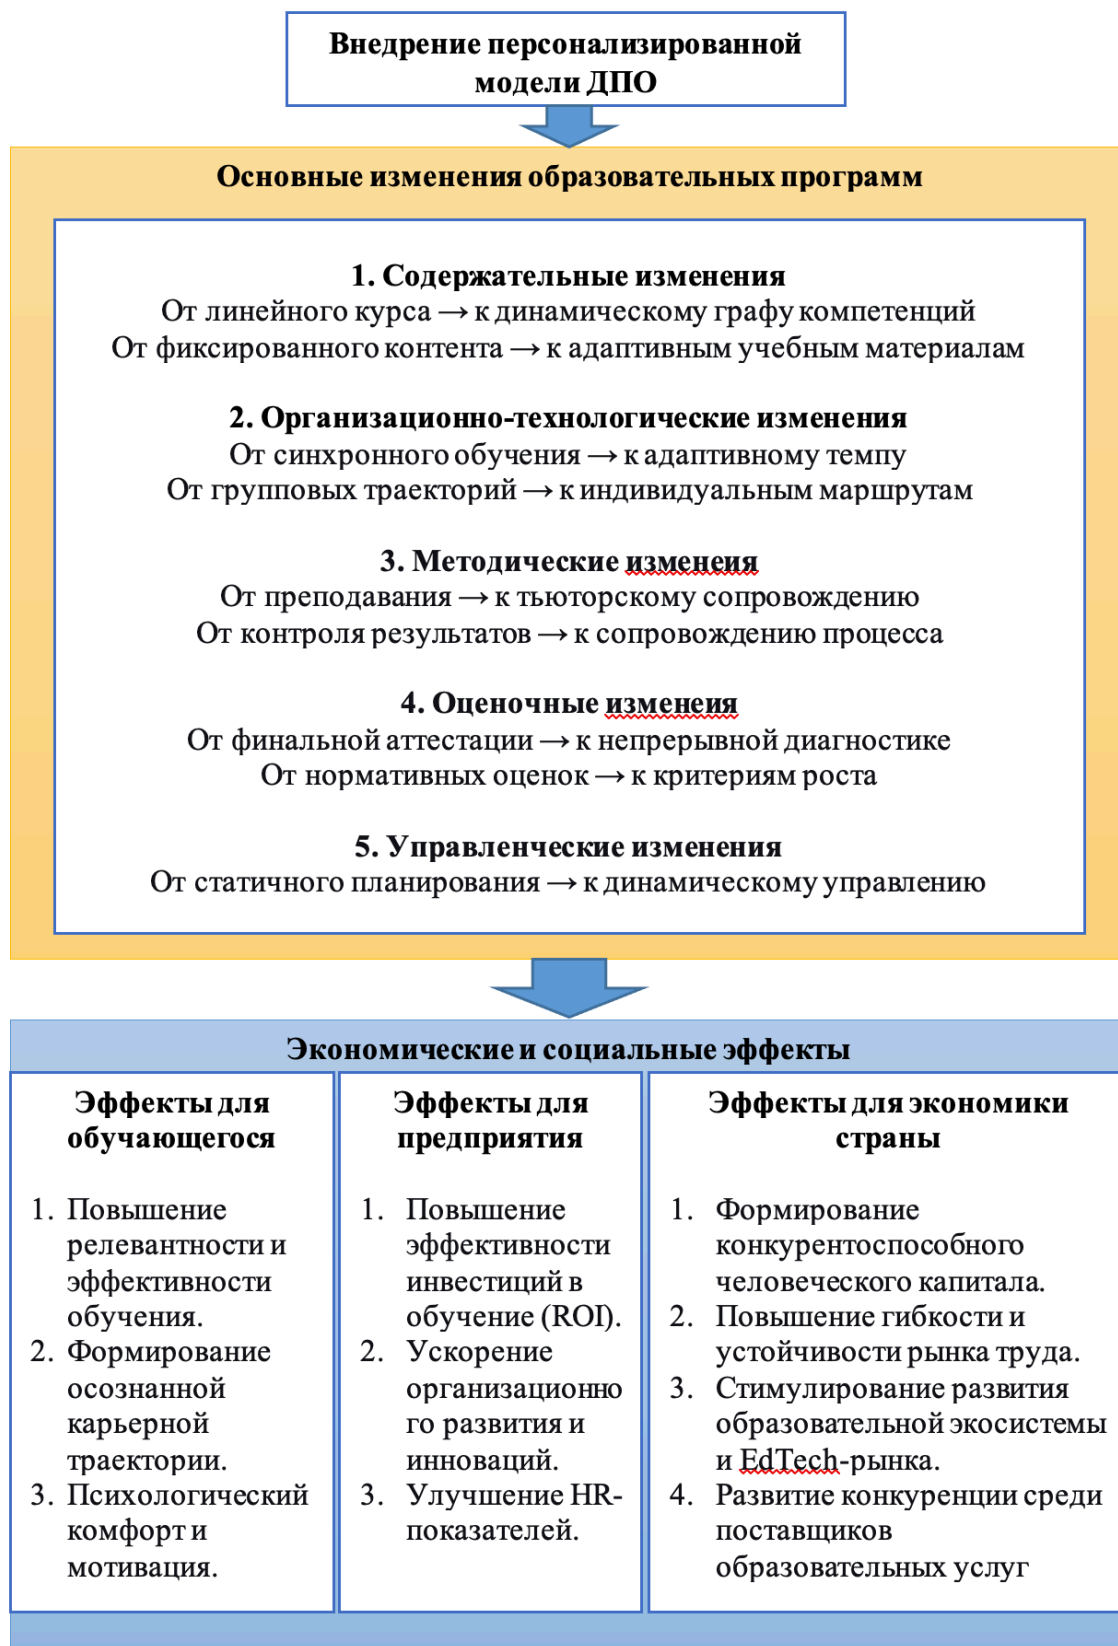 Внедрение персонализированной
модели ДПО
Основные изменения образовательных программ
1. Содержательные изменения
От линейного курса → к динамическому графу компетенций
От фиксированного контента → к адаптивным учебным материалам
2. Организационно-технологические изменения
От синхронного обучения → к адаптивному темпу
От групповых траекторий → к индивидуальным маршрутам
3. Методические изменеия
От преподавания → к тьюторскому сопровождению
От контроля результатов → к сопровождению процесса
4. Оценочные изменеия
От финальной аттестации → к непрерывной диагностике
От нормативных оценок → к критериям роста
5. Управленческие изменения
От статичного планирования → к динамическому управлению
Экономические и социальные эффекты
Эффекты для
обучающегося
1. Повышение
релевантности и
эффективности
обучения.
2. Формирование
осознанной
карьерной
траектории.
3. Психологический
комфорт и
мотивация.
Эффекты для
предприятия
1. Повышение
эффективности
инвестиций в
обучение (ROI).
2. Ускорение
организационно
го развития и
инноваций.
3. Улучшение HR-
показателей.
Эффекты для экономики
страны
1. Формирование
конкурентоспособного
человеческого капитала.
2. Повышение гибкости и
устойчивости рынка труда.
3. Стимулирование развития
образовательной экосистемы
и EdTech-рынка.
4. Развитие конкуренции среди
поставщиков
образовательных услуг